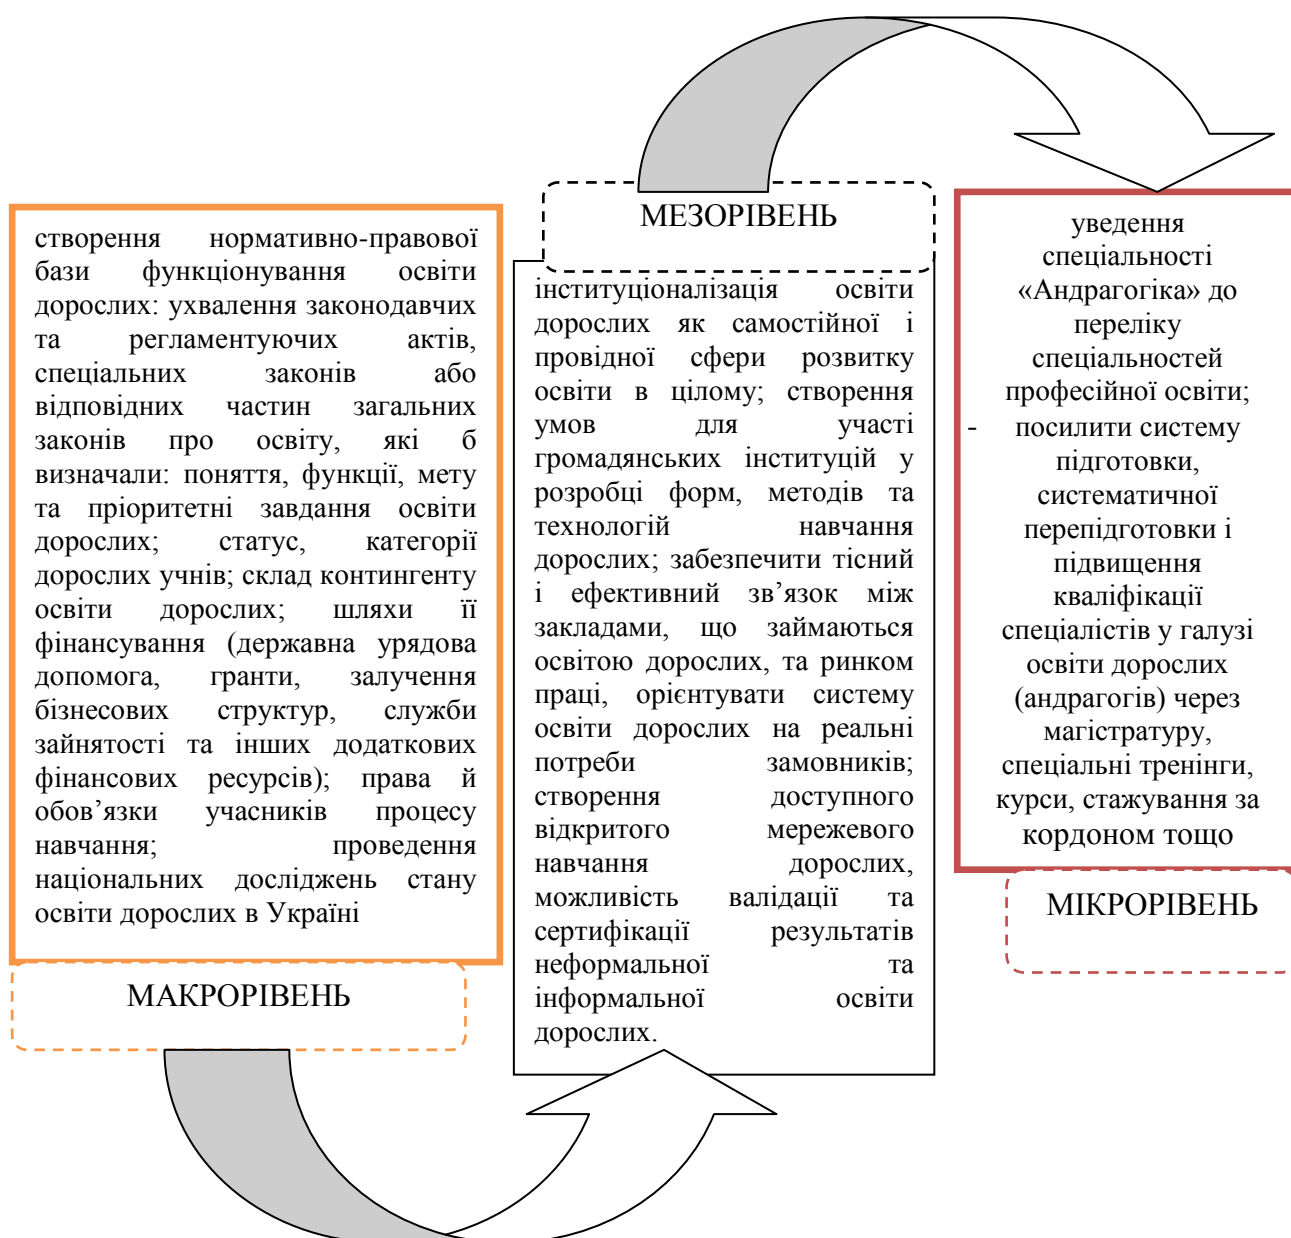 створення нормативно-правової
бази функціонування освіти
дорослих: ухвалення законодавчих
та регламентуючих актів,
спеціальних законів або
відповідних частин загальних
законів про освіту, які б
визначали: поняття, функції, мету
та пріоритетні завдання освіти
дорослих; статус, категорії
дорослих учнів; склад контингенту
освіти дорослих; шляхи її
фінансування (державна урядова
допомога, гранти, залучення
бізнесових структур, служби
зайнятості та інших додаткових
фінансових ресурсів); права й
обов’язки учасників процесу
навчання; проведення
національних досліджень стану
освіти дорослих в Україні
МАКРОРІВЕНЬ
МЕЗОРІВЕНЬ
інституціоналізація освіти
дорослих як самостійної і
провідної сфери розвитку
освіти в цілому; створення
умов для участі
громадянських інституцій у
розробці форм, методів та
технологій навчання
дорослих; забезпечити тісний
і ефективний зв’язок між
закладами, що займаються
освітою дорослих, та ринком
праці, орієнтувати систему
освіти дорослих на реальні
потреби замовників;
створення доступного
відкритого мережевого
навчання дорослих,
можливість валідації та
сертифікації результатів
неформальної та
інформальної освіти
дорослих.
уведення
спеціальності
«Андрагогіка» до
переліку
спеціальностей
професійної освіти;
- посилити систему
підготовки,
систематичної
перепідготовки і
підвищення
кваліфікації
спеціалістів у галузі
освіти дорослих
(андрагогів) через
магістратуру,
спеціальні тренінги,
курси, стажування за
кордоном тощо
МІКРОРІВЕНЬ